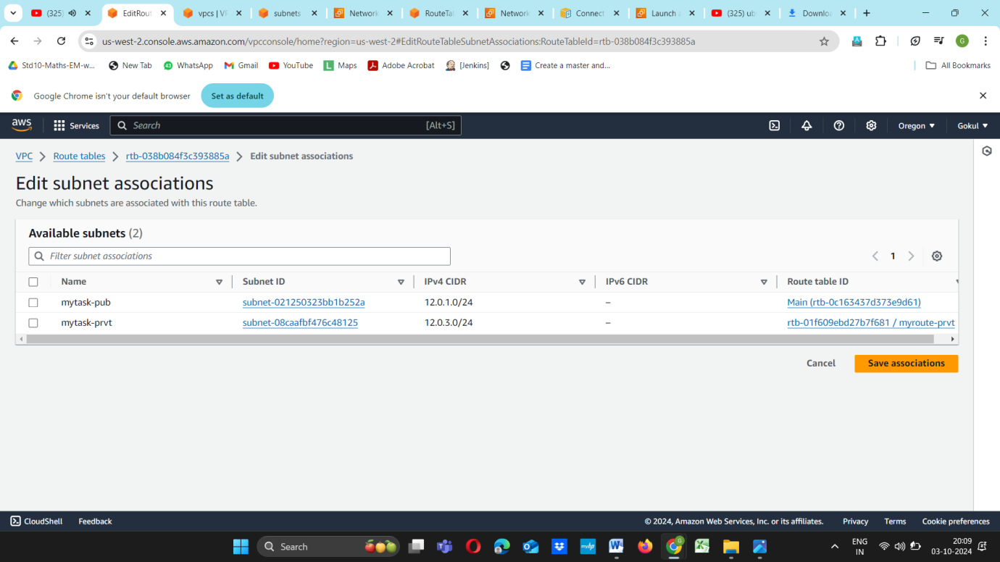 (325)
EditRout
vpcs | VP
subnets
Network
RouteTal
Network
Connect
Launch a
(325) ub
Downloa
us-west-2.console.aws.amazon.com/vpcconsole/home?region=us-west-2#EditRouteTableSubnetAssociations:RouteTableId=rtb-038b084f3c393885a
G
Std10-Maths-EM-w...
New Tab
43 WhatsApp
Gmail
YouTube
L Maps
Adobe Acrobat
[Jenkins]
Create a master and...
All Bookmarks
Google Chrome isn't your default browser
Set as default
aws
Services
Search [Alt+S]
Oregon
Gokul
VPC > Route tables > rtb-038b084f3c393885a > Edit subnet associations
Edit subnet associations
Change which subnets are associated with this route table.
Available subnets (2)
Filter subnet associations
1
Name Subnet ID IPv4 CIDR IPv6 CIDR Route table ID
mytask-pub subnet-021250323bb1b252a 12.0.1.0/24 – Main (rtb-0c163437d373e9d61)
mytask-prvt subnet-08caafbf476c48125 12.0.3.0/24 – rtb-01f609ebd27b7f681 / myroute-prvt
Cancel Save associations
CloudShell Feedback © 2024, Amazon Web Services, Inc. or its affiliates. Privacy Terms Cookie preferences
Search
myhp
G
ENG
IN
20:09
03-10-2024